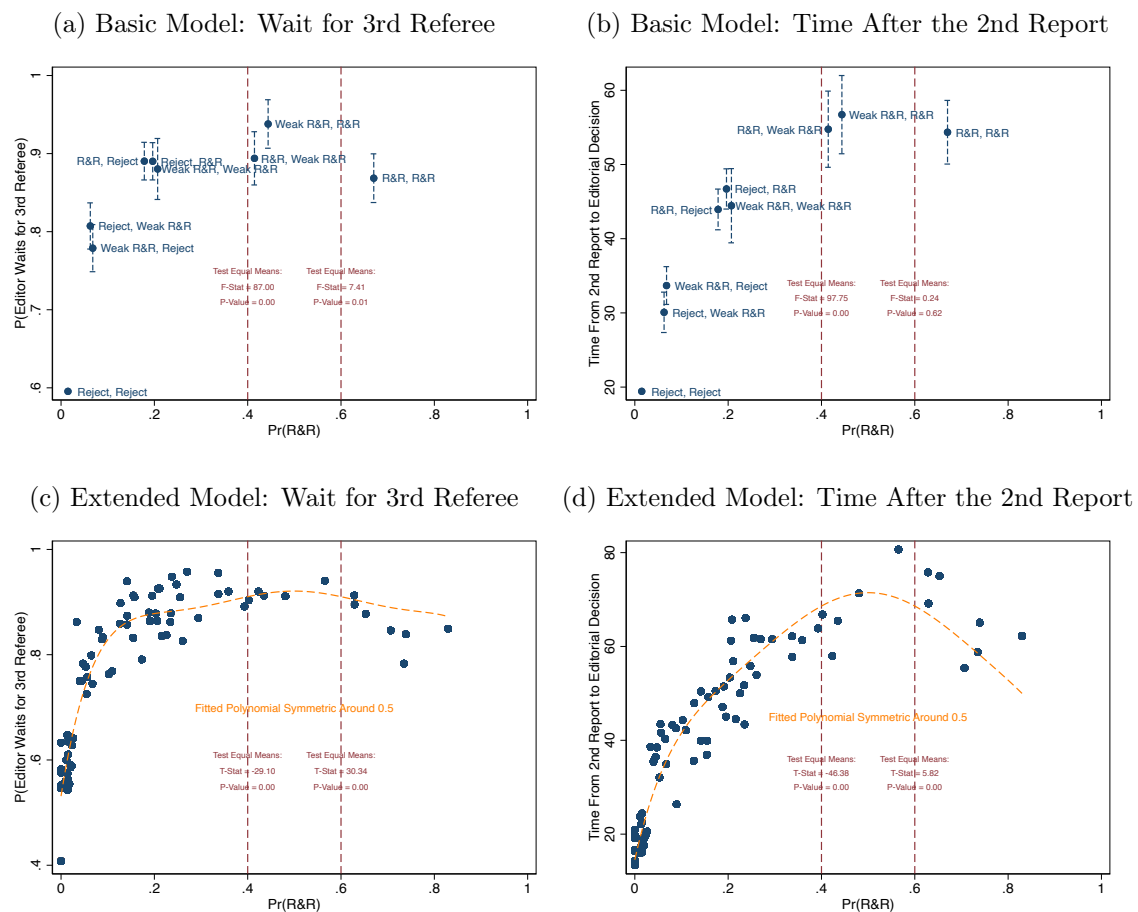 (a) Basic Model: Wait for 3rd Referee
P(Editor Waits for 3rd Referee)
1
.9
.8
.7
.6
Weak R&R, R&R
R&R, Reject
Reject, R&R
R&R, Weak R&R
Weak R&R, Weak R&R
R&R, R&R
Reject, Weak R&R
Weak R&R, Reject
Test Equal Means:
F-Stat = 87.00
P-Value = 0.00
Test Equal Means:
F-Stat = 7.41
P-Value = 0.01
Reject, Reject
0 .2 .4 .6 .8 1
Pr(R&R)
(b) Basic Model: Time After the 2nd Report
Time From 2nd Report to Editorial Decision
60
50
40
30
20
Weak R&R, R&R
R&R, Weak R&R
R&R, R&R
Reject, R&R
R&R, Reject
Weak R&R, Weak R&R
Weak R&R, Reject
Reject, Weak R&R
Test Equal Means:
F-Stat = 97.75
P-Value = 0.00
Test Equal Means:
F-Stat = 0.24
P-Value = 0.62
Reject, Reject
0 .2 .4 .6 .8 1
Pr(R&R)
(c) Extended Model: Wait for 3rd Referee
P(Editor Waits for 3rd Referee)
1
.8
.6
.4
Fitted Polynomial Symmetric Around 0.5
Test Equal Means:
T-Stat = -29.10
P-Value = 0.00
Test Equal Means:
T-Stat = 30.34
P-Value = 0.00
0 .2 .4 .6 .8 1
Pr(R&R)
(d) Extended Model: Time After the 2nd Report
Time From 2nd Report to Editorial Decision
80
60
40
20
Fitted Polynomial Symmetric Around 0.5
Test Equal Means:
T-Stat = -46.38
P-Value = 0.00
Test Equal Means:
T-Stat = 5.82
P-Value = 0.00
0 .2 .4 .6 .8 1
Pr(R&R)